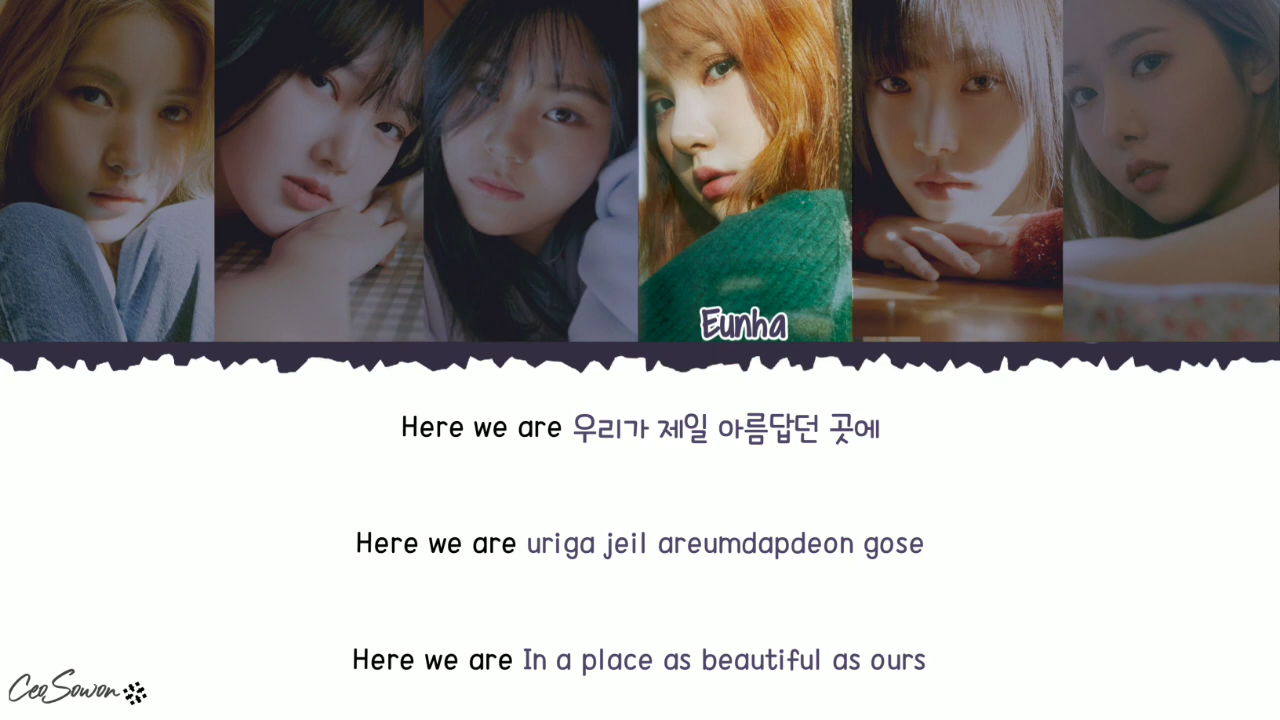 Eunha
Here we are 우리가 제일 아름답던 곳에
Here we are uriga jeil areumdapdeon gose
Here we are In a place as beautiful as ours
CeoSowon